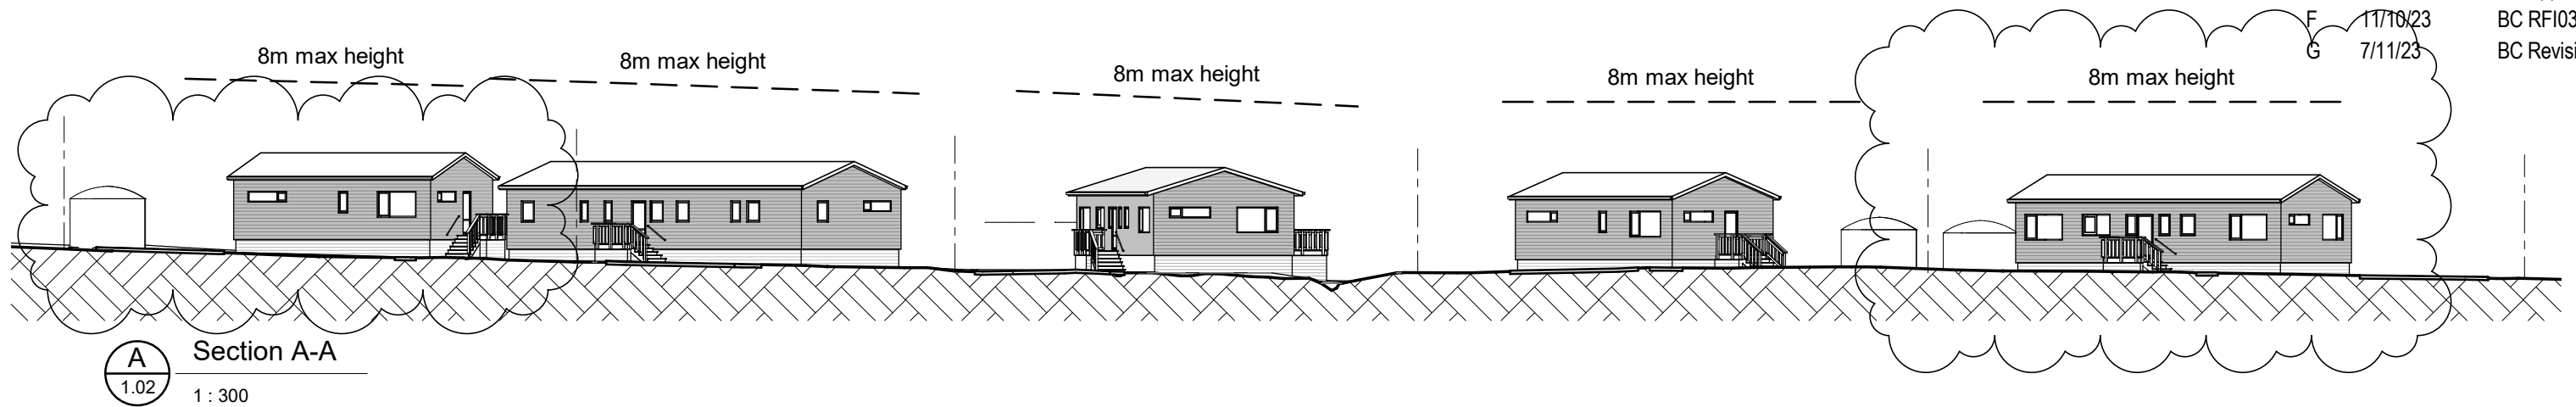 F 11/10/23 BC RFI03
G 7/11/23 BC Revisi
8m max height
8m max height
8m max height
8m max height
8m max height
A
1.02
Section A-A
1 : 300